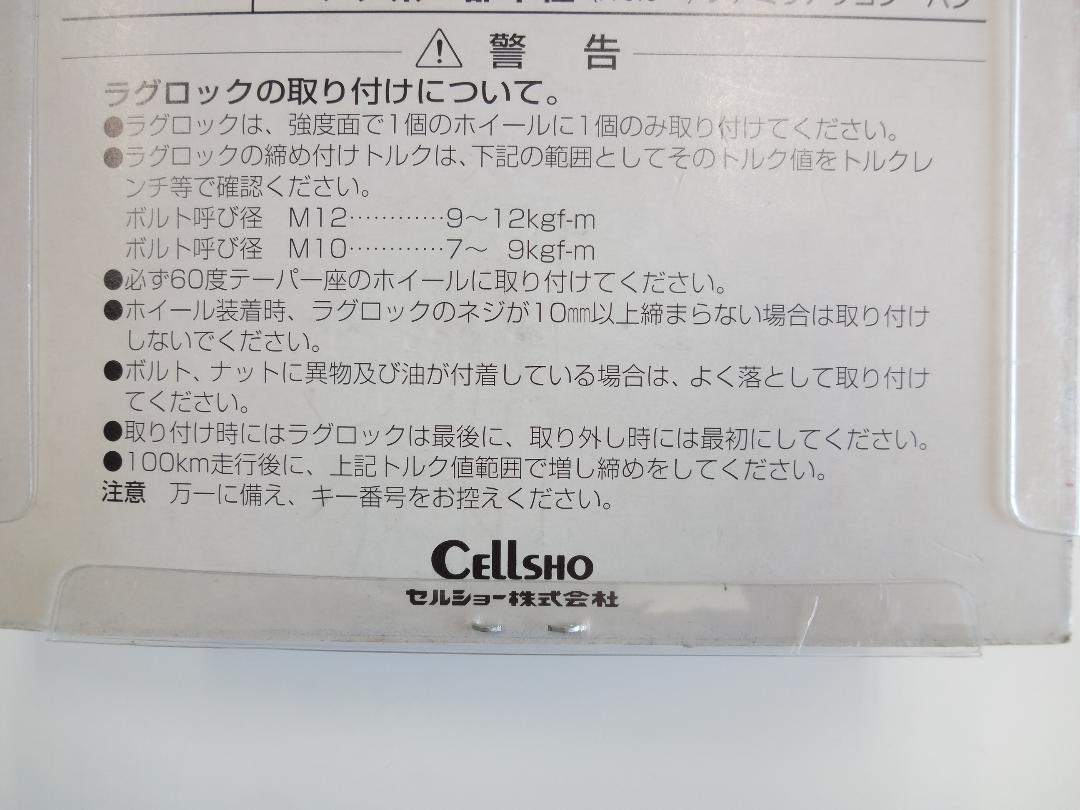 警 告
ラグロックの取り付けについて。
●ラグロックは、強度面で1個のホイールに1個のみ取り付けてください。
●ラグロックの締め付けトルクは、下記の範囲としてそのトルク値をトルクレ
ンチ等で確認ください。
ボルト呼び径 M12…………9〜12kgf-m
ボルト呼び径 M10…………7〜 9kgf-m
●必ず60度テーパー座のホイールに取り付けてください。
●ホイール装着時、ラグロックのネジが10㎜以上締まらない場合は取り付け
しないでください。
●ボルト、ナットに異物及び油が付着している場合は、よく落として取り付け
てください。
●取り付け時にはラグロックは最後に、取り外し時には最初にしてください。
●100km走行後に、上記トルク値範囲で増し締めをしてください。
注意 万一に備え、キー番号をお控えください。
CELLSHO
セルショー株式会社